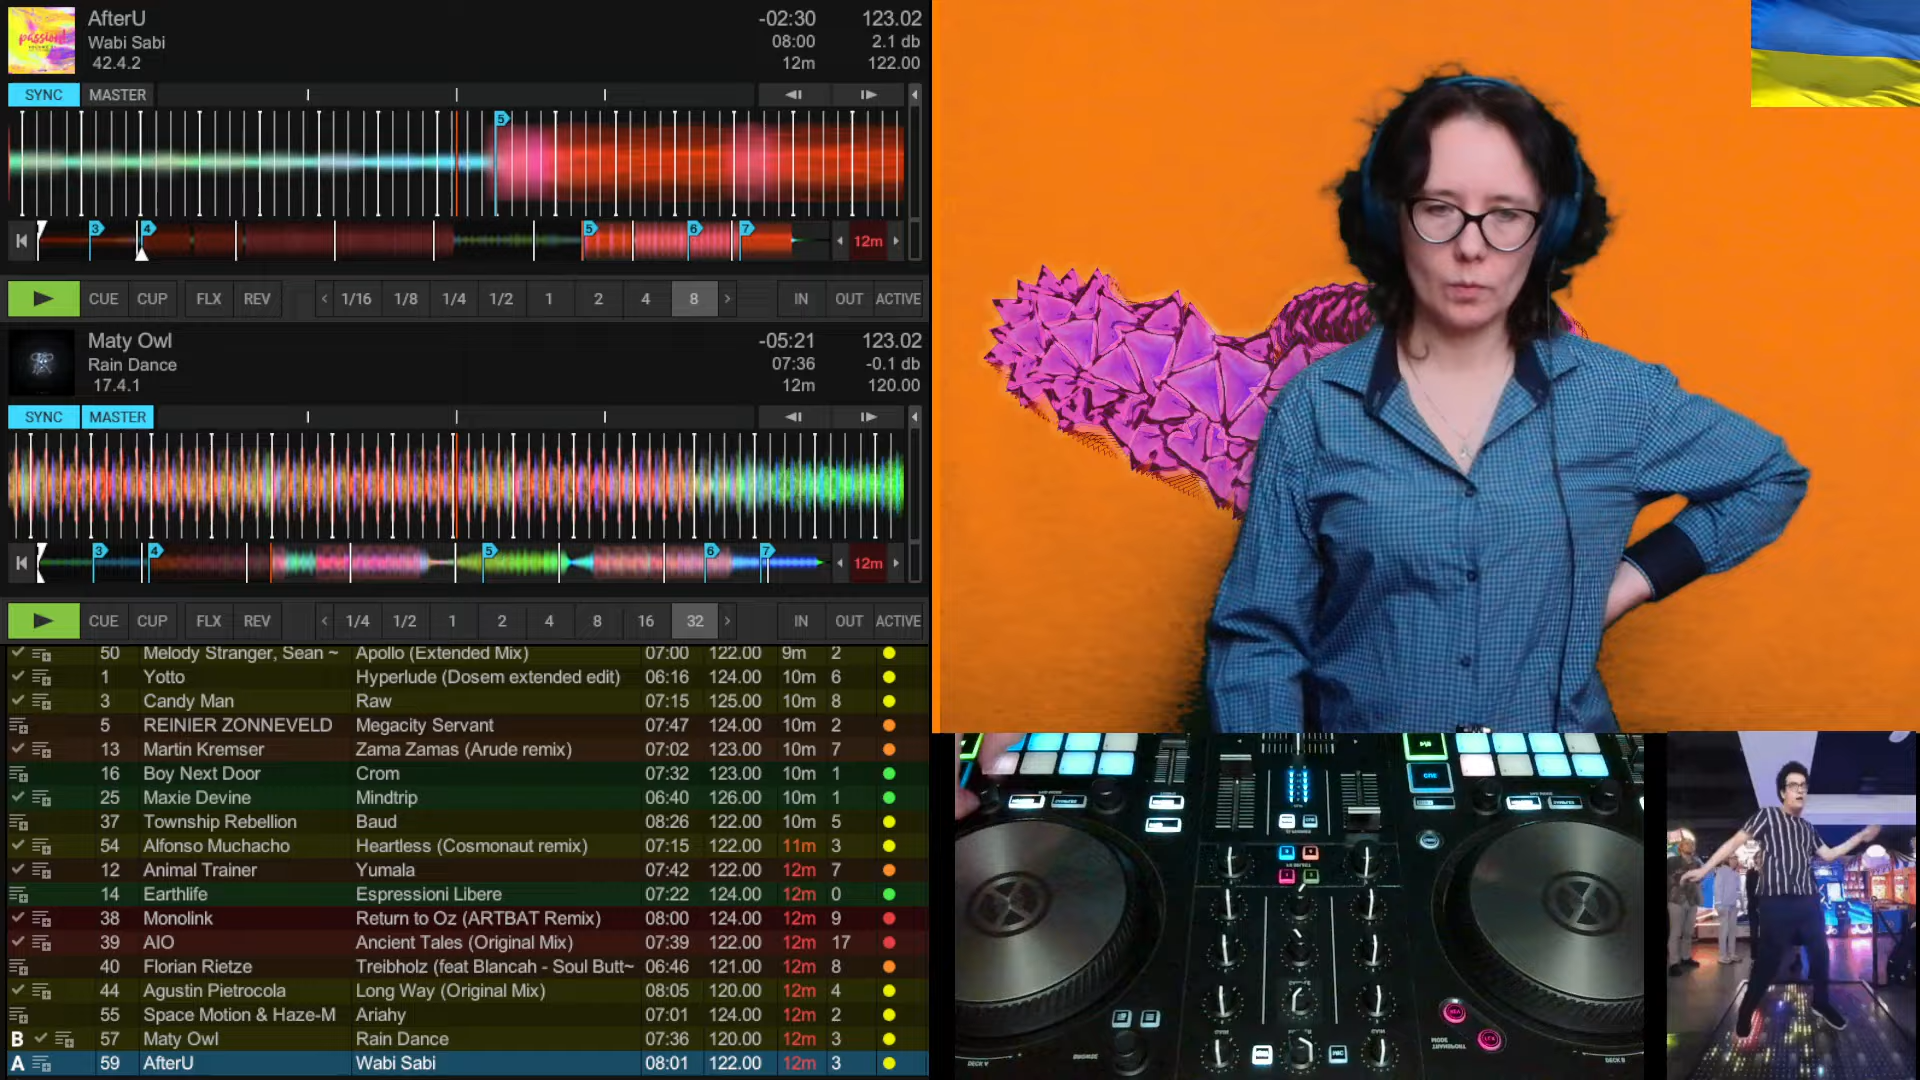 passion!
AfterU
-02:30
123.02
Wabi Sabi
08:00
2.1 db
42.4.2
12m
122.00
SYNC MASTER
5
3 4 5 6 7
12m
CUE CUP FLX REV 1/16 1/8 1/4 1/2 1 2 4 8 IN OUT ACTIVE
Maty Owl
-05:21
123.02
Rain Dance
07:36
-0.1 db
17.4.1
12m
120.00
SYNC MASTER
3 4 5 6 7
12m
CUE CUP FLX REV 1/4 1/2 1 2 4 8 16 32 IN OUT ACTIVE
50 Melody Stranger, Sean ~ Apollo (Extended Mix) 07:00 122.00 9m 2
1 Yotto Hyperlude (Dosem extended edit) 06:16 124.00 10m 6
3 Candy Man Raw 07:15 125.00 10m 8
5 REINIER ZONNEVELD Megacity Servant 07:47 124.00 10m 2
13 Martin Kremser Zama Zamas (Arude remix) 07:02 123.00 10m 7
16 Boy Next Door Crom 07:32 123.00 10m 1
25 Maxie Devine Mindtrip 06:40 126.00 10m 1
37 Township Rebellion Baud 08:26 122.00 10m 5
54 Alfonso Muchacho Heartless (Cosmonaut remix) 07:15 122.00 11m 3
12 Animal Trainer Yumala 07:42 122.00 12m 7
14 Earthlife Espressioni Libere 07:22 124.00 12m 0
38 Monolink Return to Oz (ARTBAT Remix) 08:00 124.00 12m 9
39 AIO Ancient Tales (Original Mix) 07:39 122.00 12m 17
40 Florian Rietze Treibholz (feat Blancah - Soul Butt~ 06:46 121.00 12m 8
44 Agustin Pietrocola Long Way (Original Mix) 08:05 120.00 12m 4
55 Space Motion & Haze-M Ariahy 07:01 124.00 12m 2
B 57 Maty Owl Rain Dance 07:36 120.00 12m 3
A 59 AfterU Wabi Sabi 08:01 122.00 12m 3